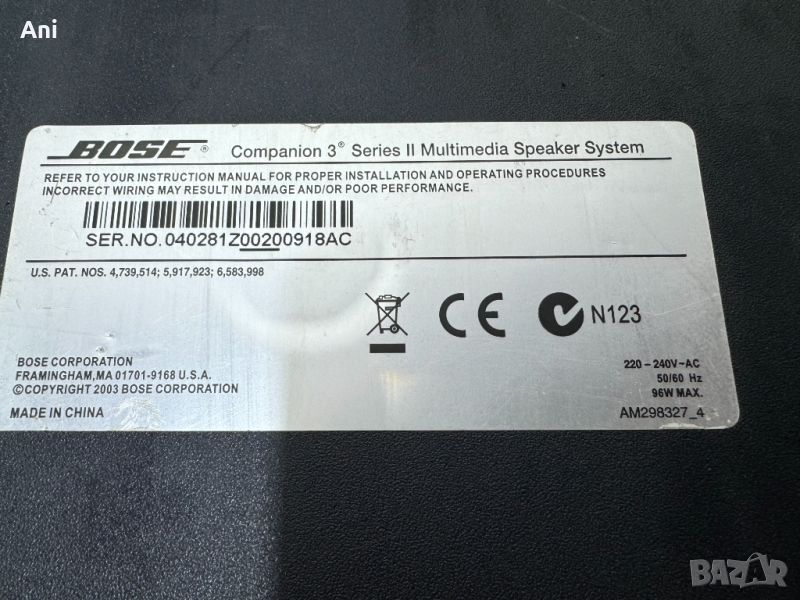 Ani
BOSE® Companion 3® Series II Multimedia Speaker System
REFER TO YOUR INSTRUCTION MANUAL FOR PROPER INSTALLATION AND OPERATING PROCEDURES
INCORRECT WIRING MAY RESULT IN DAMAGE AND/OR POOR PERFORMANCE.
SER.NO. 040281Z00200918AC
U.S. PAT. NOS. 4,739,514; 5,917,923; 6,583,998
CE N123
BOSE CORPORATION
FRAMINGHAM,MA 01701-9168 U.S.A.
©COPYRIGHT 2003 BOSE CORPORATION
MADE IN CHINA
220-240V~AC
50/60 Hz
96W MAX.
AM298327_4
BAZAR